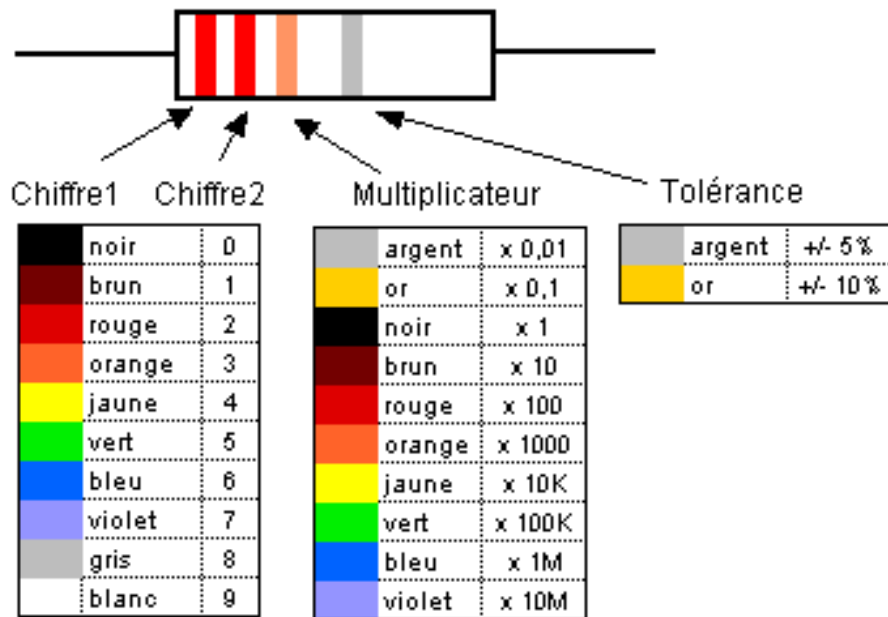 Chiffre1 Chiffre2 Multiplicateur Tolérance
noir 0
brun 1
rouge 2
orange 3
jaune 4
vert 5
bleu 6
violet 7
gris 8
blanc 9
argent x 0,01
or x 0,1
noir x 1
brun x 10
rouge x 100
orange x 1000
jaune x 10K
vert x 100K
bleu x 1M
violet x 10M
argent +/- 5%
or +/- 10%